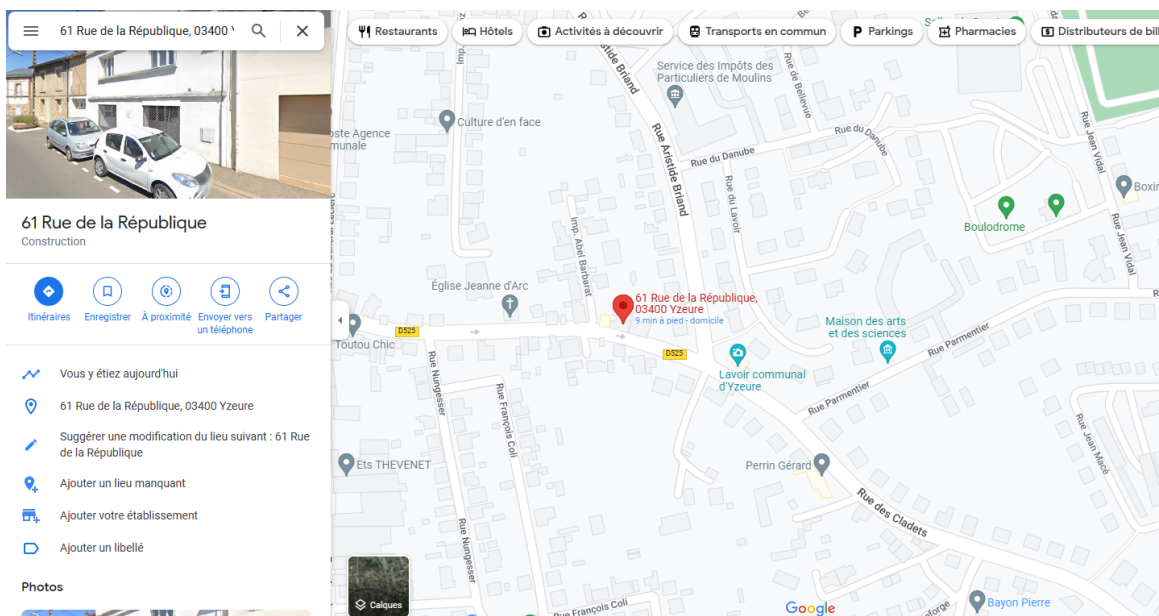 61 Rue de la République, 03400 Y
61 Rue de la République
Construction
Itinéraires
Enregistrer
À proximité
Envoyer vers
un téléphone
Partager
Vous y étiez aujourd'hui
61 Rue de la République, 03400 Yzeure
Suggérer une modification du lieu suivant : 61 Rue
de la République
Ajouter un lieu manquant
Ajouter votre établissement
Ajouter un libellé
Photos
Restaurants
Hôtels
Activités à découvrir
Transports en commun
P Parkings
Pharmacies
Distributeurs de bill
Imp.
Service des Impôts des
Particuliers de Moulins
Rue de Bellevue
Culture d'en face
oste Agence
munale
Rue Aristide Briand
Rue Aristide Briand
Rue du Danube
Rue du Danube
Rue Jean Vidal
Rue Jean Vidal
Rue du Lavoir
Boxin
Boulodrome
Imp. Abel Barbarat
Église Jeanne d'Arc
61 Rue de la République,
03400 Yzeure
9 min à pied - domicile
D525
D525
Toutou Chic
Maison des arts
et des sciences
Rue Parmentier
Rue Parmentier
Lavoir communal
d'Yzeure
Rue Nungesser
Rue François Coli
Ets THEVENET
Perrin Gérard
Rue Jean Macé
Rue des Cladets
Rue Nungesser
Rue François Coli
Calques
Google
forge
Bayon Pierre